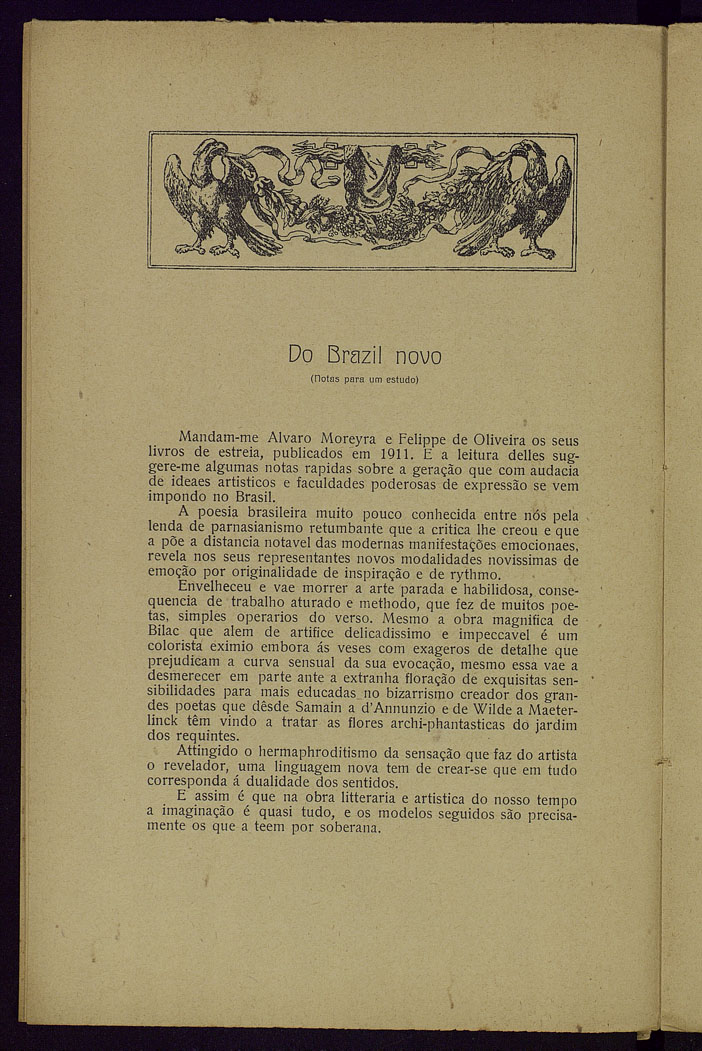 Do Brazil novo
(Notas para um estudo)
Mandam-me Alvaro Moreyra e Felippe de Oliveira os seus
livros de estreia, publicados em 1911. E a leitura delles sug-
gere-me algumas notas rapidas sobre a geração que com audacia
de ideaes artisticos e faculdades poderosas de expressão se vem
impondo no Brasil.
A poesia brasileira muito pouco conhecida entre nós pela
lenda de parnasianismo retumbante que a critica lhe creou e que
a põe a distancia notavel das modernas manifestações emocionaes,
revela nos seus representantes novos modalidades novissimas de
emoção por originalidade de inspiração e de rythmo.
Envelheceu e vae morrer a arte parada e habilidosa, conse-
quencia de trabalho aturado e methodo, que fez de muitos poe-
tas, simples operarios do verso. Mesmo a obra magnifica de
Bilac que alem de artifice delicadissimo e impeccavel é um
colorista eximio embora ás veses com exageros de detalhe que
prejudicam a curva sensual da sua evocação, mesmo essa vae a
desmerecer em parte ante a extranha floração de exquisitas sen-
sibilidades para mais educadas no bizarrismo creador dos gran-
des poetas que dêsde Samain a d'Annunzio e de Wilde a Maeter-
linck têm vindo a tratar as flores archi-phantasticas do jardim
dos requintes.
Attingido o hermaphroditismo da sensação que faz do artista
o revelador, uma linguagem nova tem de crear-se que em tudo
corresponda á dualidade dos sentidos.
E assim é que na obra litteraria e artistica do nosso tempo
a imaginação é quasi tudo, e os modelos seguidos são precisa-
mente os que a teem por soberana.